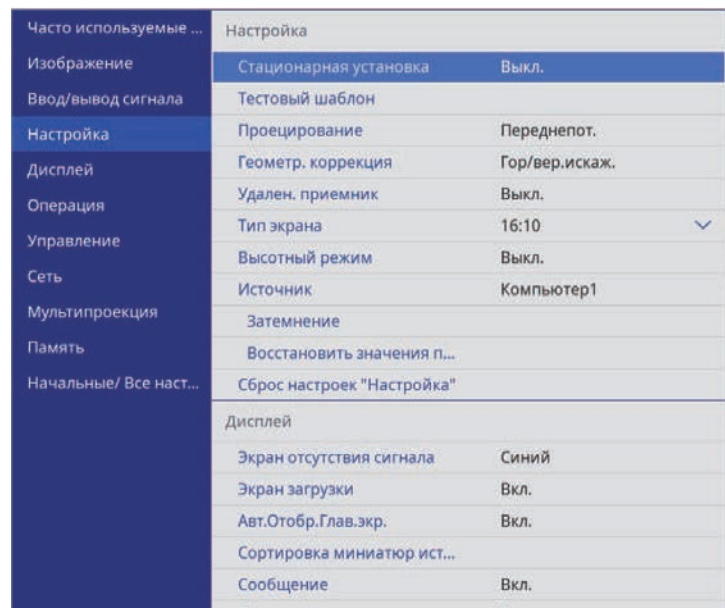 Часто используемые ...
Изображение
Ввод/вывод сигнала
Настройка
Дисплей
Операция
Управление
Сеть
Мультипроекция
Память
Начальные/ Все наст...
Настройка
Стационарная установка Выкл.
Тестовый шаблон
Проецирование Переднепот.
Геометр. коррекция Гор/вер.искаж.
Удален. приемник Выкл.
Тип экрана 16:10
Высотный режим Выкл.
Источник Компьютер1
Затемнение
Восстановить значения п...
Сброс настроек "Настройка"
Дисплей
Экран отсутствия сигнала Синий
Экран загрузки Вкл.
Авт.Отобр.Глав.экр. Вкл.
Сортировка миниатюр ист...
Сообщение Вкл.